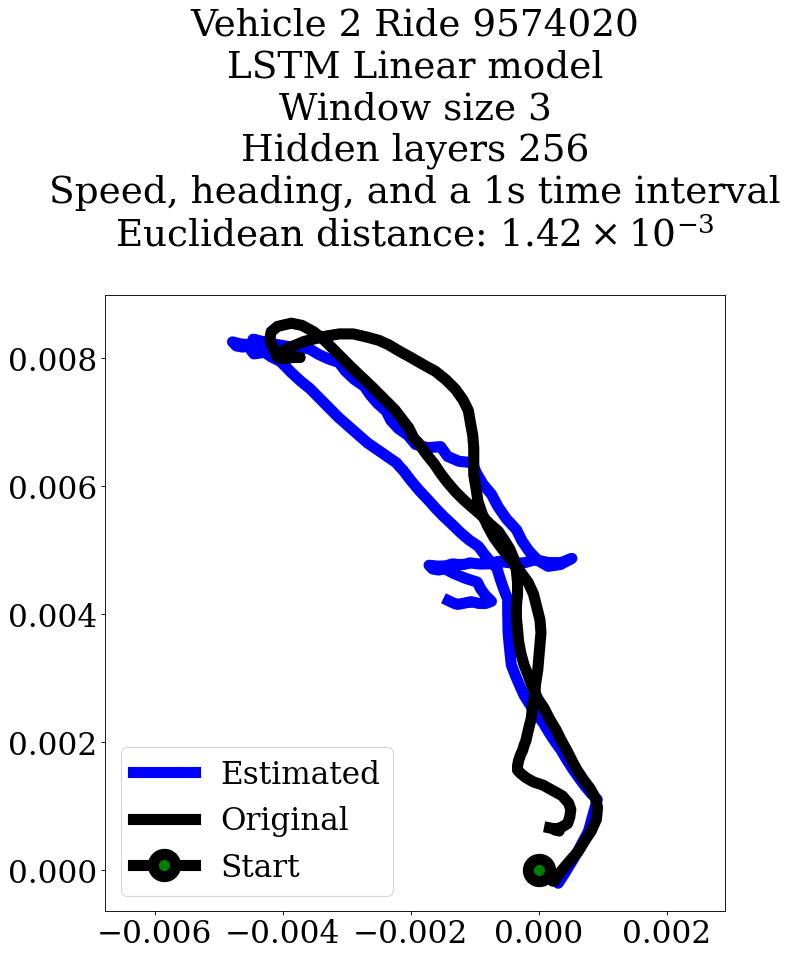 Vehicle 2 Ride 9574020
LSTM Linear model
Window size 3
Hidden layers 256
Speed, heading, and a 1s time interval
Euclidean distance: 1.42 × 10⁻³
0.008
0.006
0.004
0.002
0.000
Estimated
Original
Start
−0.006 −0.004 −0.002 0.000 0.002